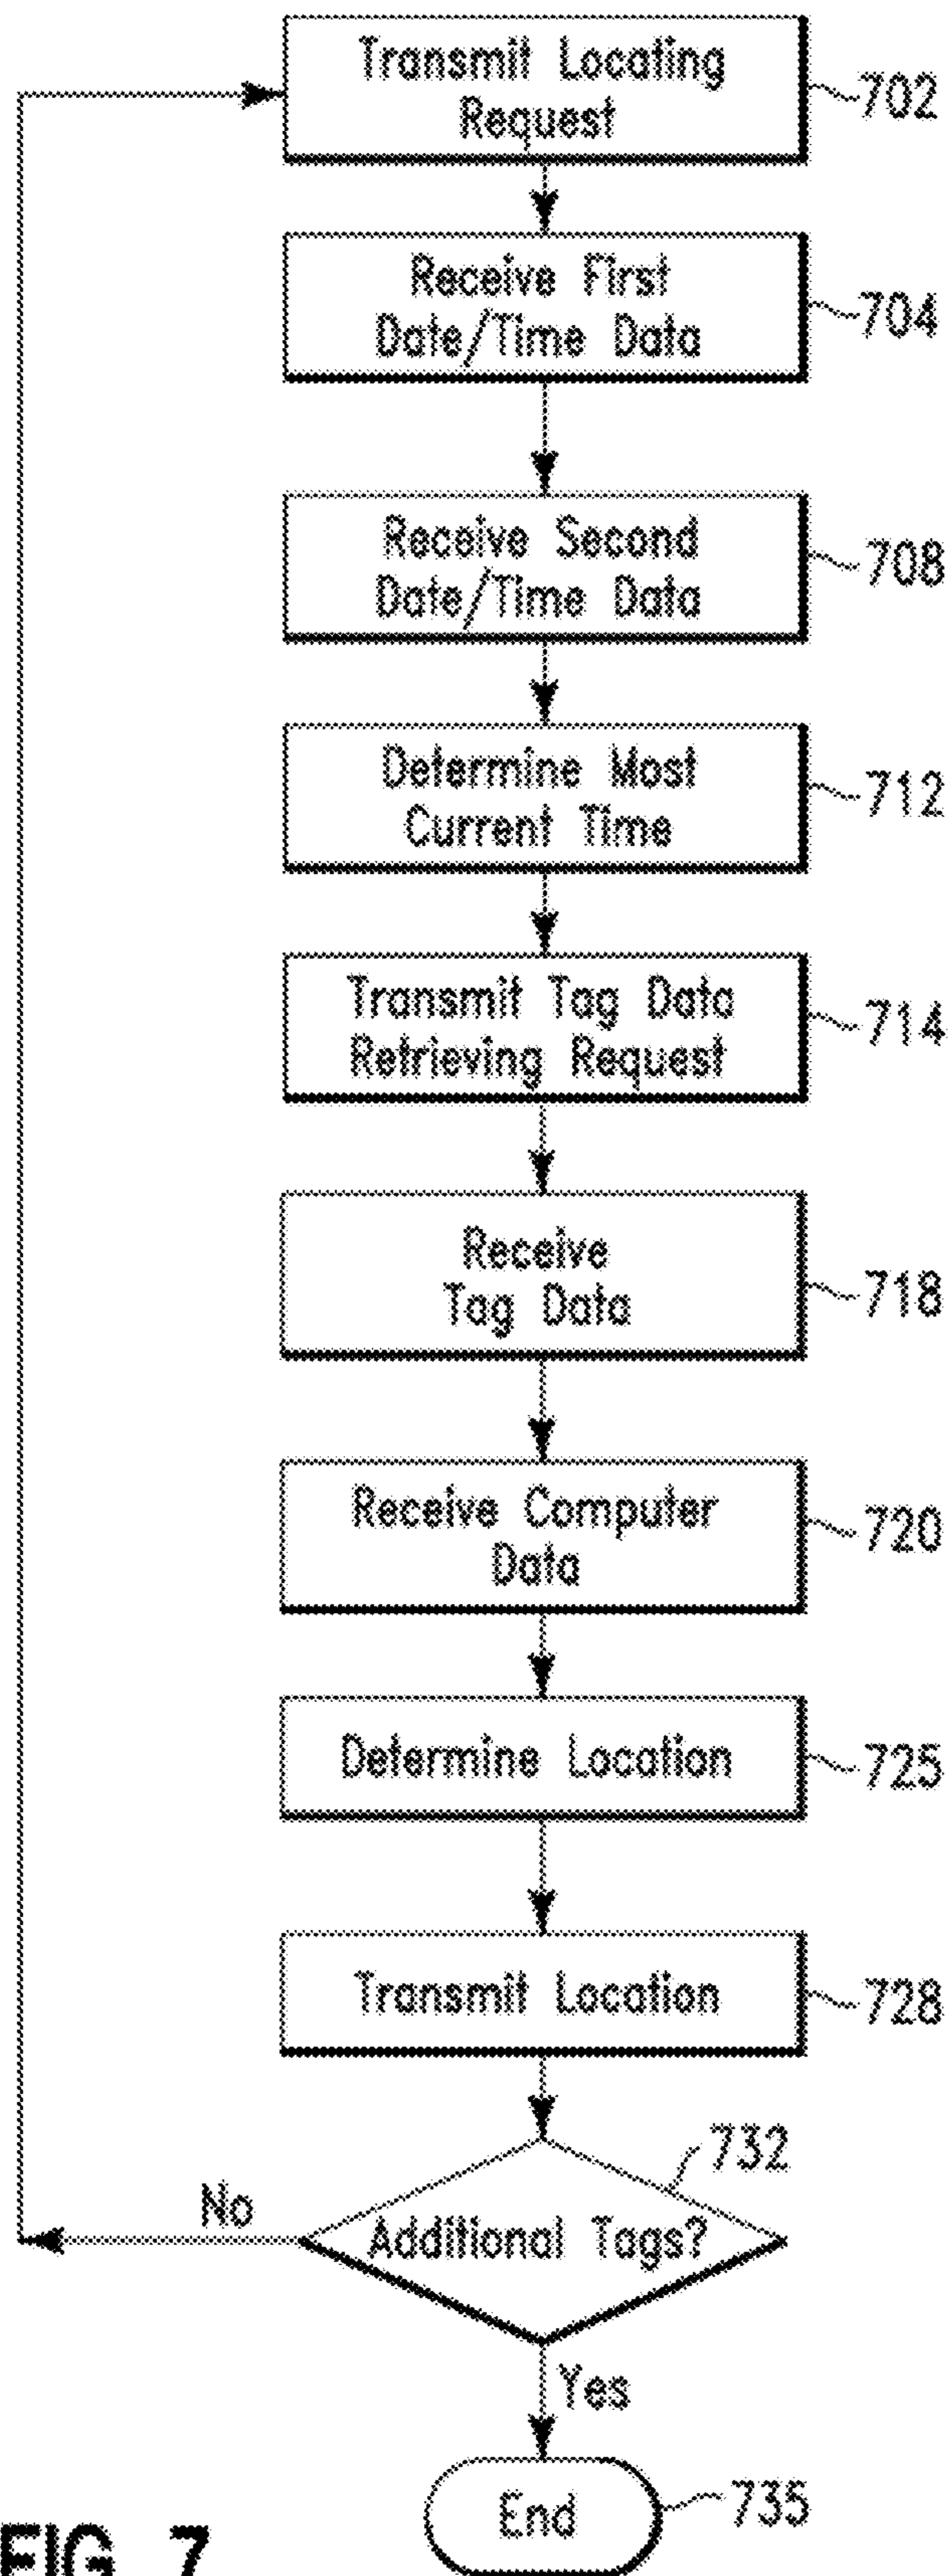 Transmit Locating
Request
702
Receive First
Date/Time Data
704
Receive Second
Date/Time Data
708
Determine Most
Current Time
712
Transmit Tag Data
Retrieving Request
714
Receive
Tag Data
718
Receive Computer
Data
720
Determine Location
725
Transmit Location
728
732
No
Additional Tags?
Yes
End
735
FIG. 7